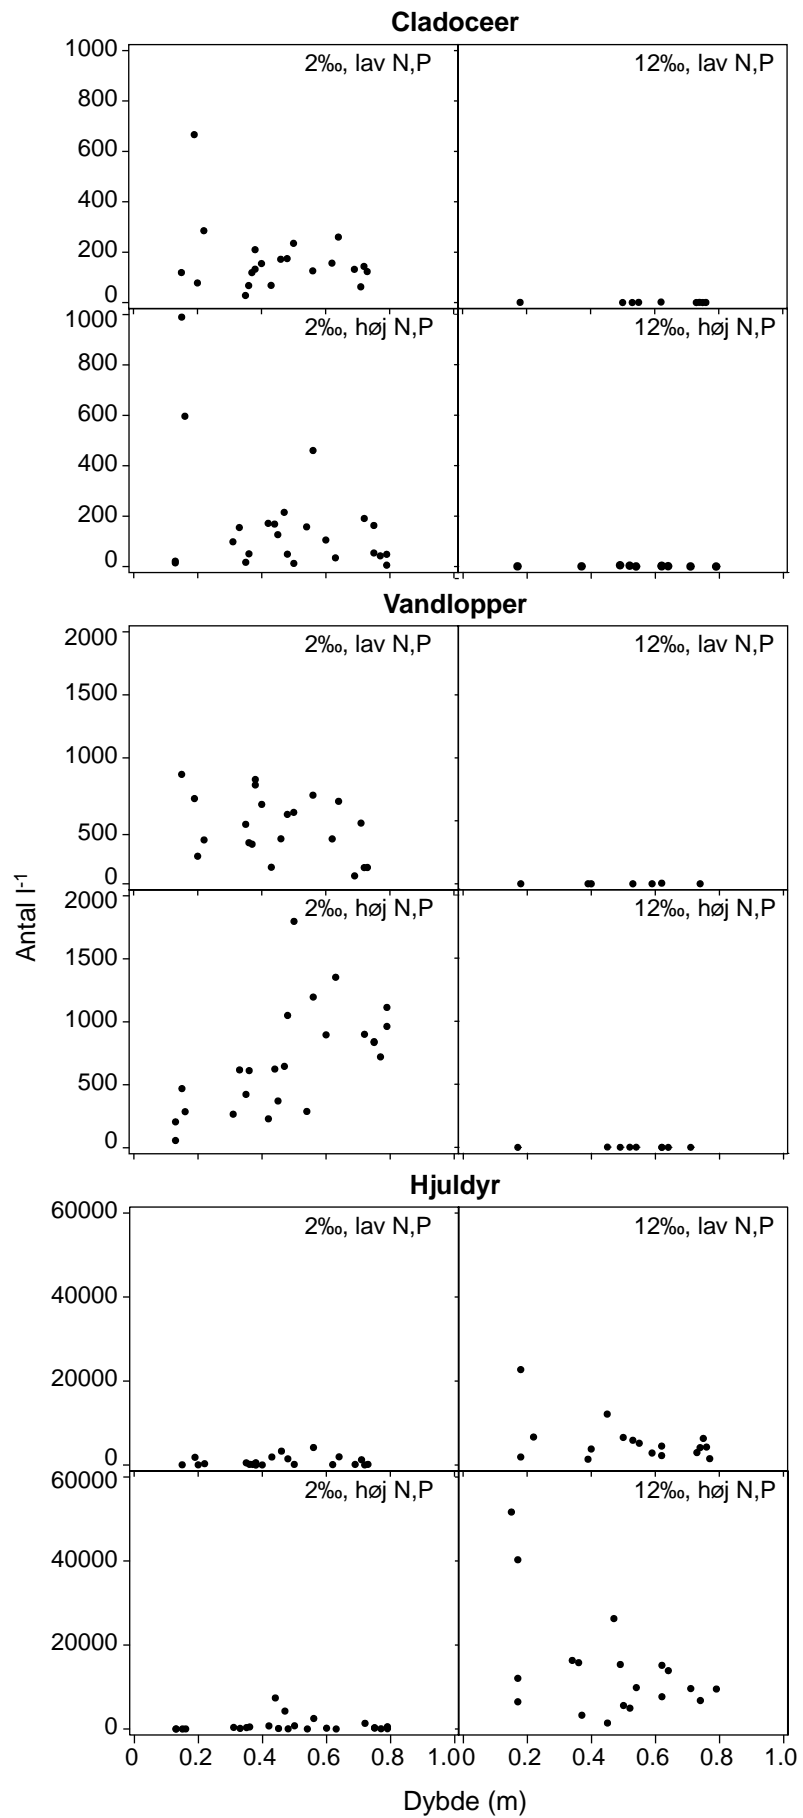 Cladoceer
1000
2‰, lav N,P
12‰, lav N,P
800
600
400
200
0
1000
2‰, høj N,P
12‰, høj N,P
800
600
400
200
0
Vandlopper
2000
2‰, lav N,P
12‰, lav N,P
1500
1000
500
0
2000
2‰, høj N,P
12‰, høj N,P
1500
1000
500
0
Antal l-1
Hjuldyr
60000
2‰, lav N,P
12‰, lav N,P
40000
20000
0
60000
2‰, høj N,P
12‰, høj N,P
40000
20000
0
0 0.2 0.4 0.6 0.8 1.0 0 0.2 0.4 0.6 0.8 1.0
Dybde (m)